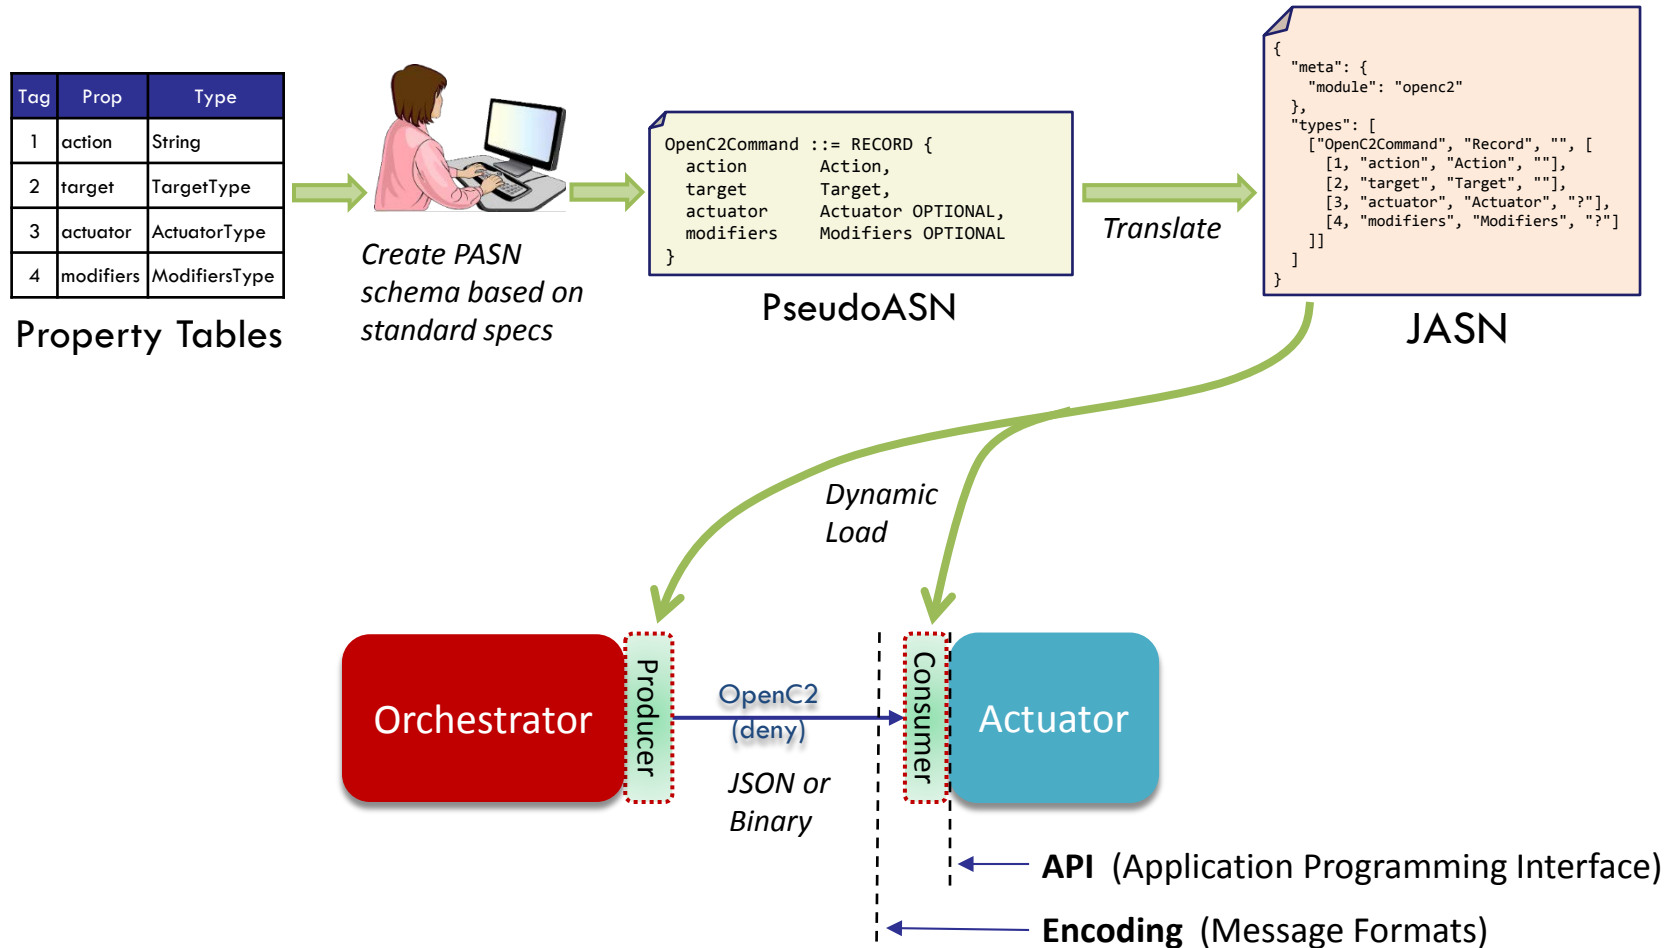 Tag Prop Type
1 action String
2 target TargetType
3 actuator ActuatorType
4 modifiers ModifiersType
Property Tables
Create PASN
schema based on
standard specs
OpenC2Command ::= RECORD {
action Action,
target Target,
actuator Actuator OPTIONAL,
modifiers Modifiers OPTIONAL
}
PseudoASN
Translate
{
"meta": {
"module": "openc2"
},
"types": [
["OpenC2Command", "Record", "", [
[1, "action", "Action", ""],
[2, "target", "Target", ""],
[3, "actuator", "Actuator", "?"],
[4, "modifiers", "Modifiers", "?"]
]]
]
}
JASN
Dynamic
Load
Orchestrator
Producer
OpenC2
(deny)
JSON or
Binary
Consumer
Actuator
API (Application Programming Interface)
Encoding (Message Formats)